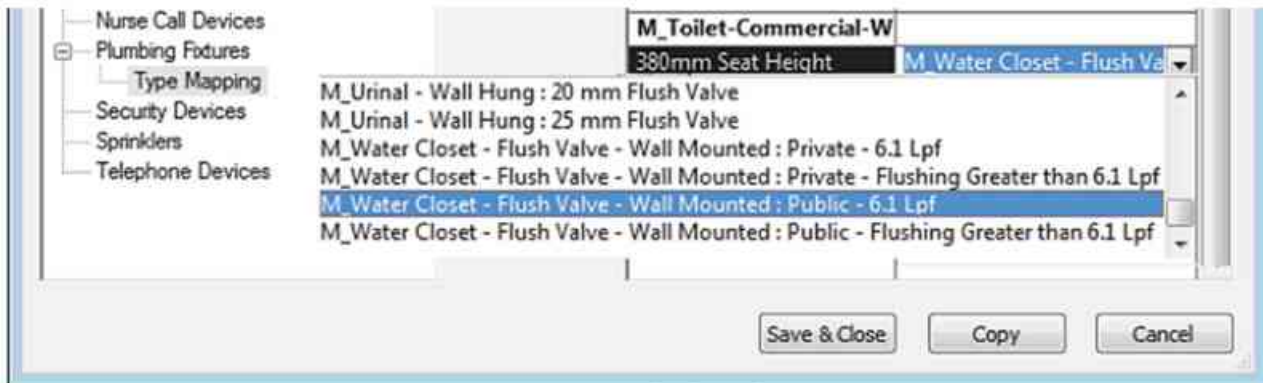 Nurse Call Devices
Plumbing Fixtures
Type Mapping
Security Devices
Sprinklers
Telephone Devices
M_Toilet-Commercial-W
380mm Seat Height M_Water Closet - Flush Va
M_Urinal - Wall Hung : 20 mm Flush Valve
M_Urinal - Wall Hung : 25 mm Flush Valve
M_Water Closet - Flush Valve - Wall Mounted : Private - 6.1 Lpf
M_Water Closet - Flush Valve - Wall Mounted : Private - Flushing Greater than 6.1 Lpf
M_Water Closet - Flush Valve - Wall Mounted : Public - 6.1 Lpf
M_Water Closet - Flush Valve - Wall Mounted : Public - Flushing Greater than 6.1 Lpf
Save & Close Copy Cancel